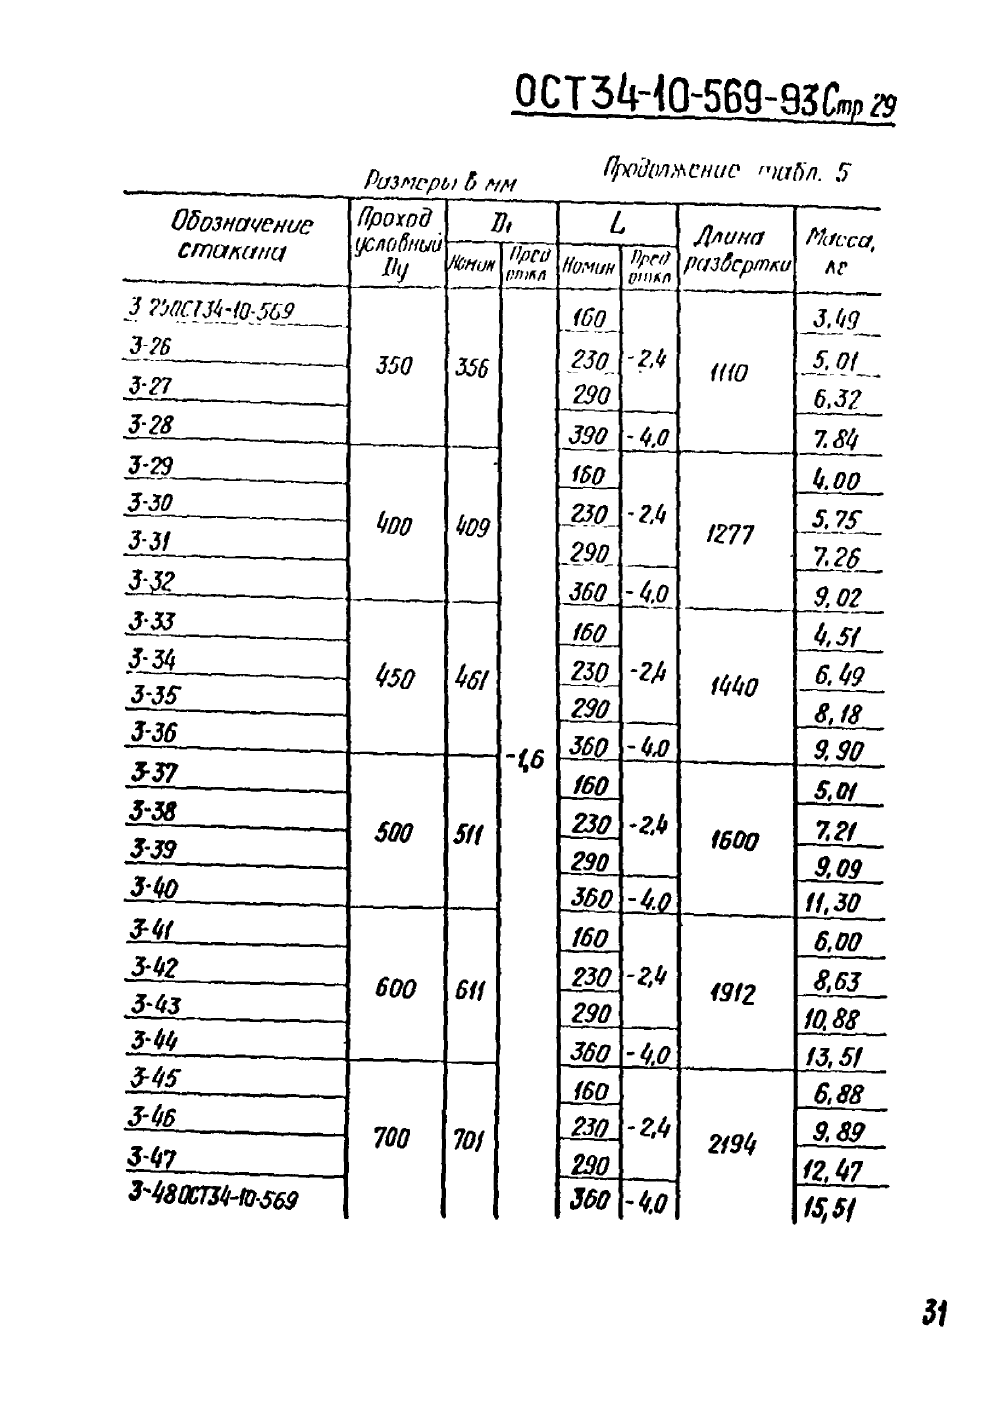 ОСТ34-10-569-93 Стр 29
Размеры в мм Продолжение табл. 5
Обозначение стакана Проход условный Ду Д1 L Длина развертки Масса, кг
Номин Пред откл Номин Пред откл
3-25 ОСТ34-10-569 350 356 -1,6 160 -2,4 1110 3,49
3-26 230 5,01
3-27 290 6,32
3-28 390 -4,0 7.84
3-29 400 409 160 -2,4 1277 4,00
3-30 230 5,75
3-31 290 7.26
3-32 360 -4,0 9,02
3-33 450 461 160 -2,4 1440 4,51
3-34 230 6,49
3-35 290 8,18
3-36 360 -4,0 9,90
3-37 500 511 160 -2,4 1600 5,01
3-38 230 7,21
3-39 290 9,09
3-40 360 -4.0 11,30
3-41 600 611 160 -2,4 1912 6,00
3-42 230 8,63
3-43 290 10,88
3-44 360 -4,0 13,51
3-45 700 701 160 -2,4 2194 6,88
3-46 230 9,89
3-47 290 12,47
3-48 ОСТ34-10-569 360 -4,0 15,51
31